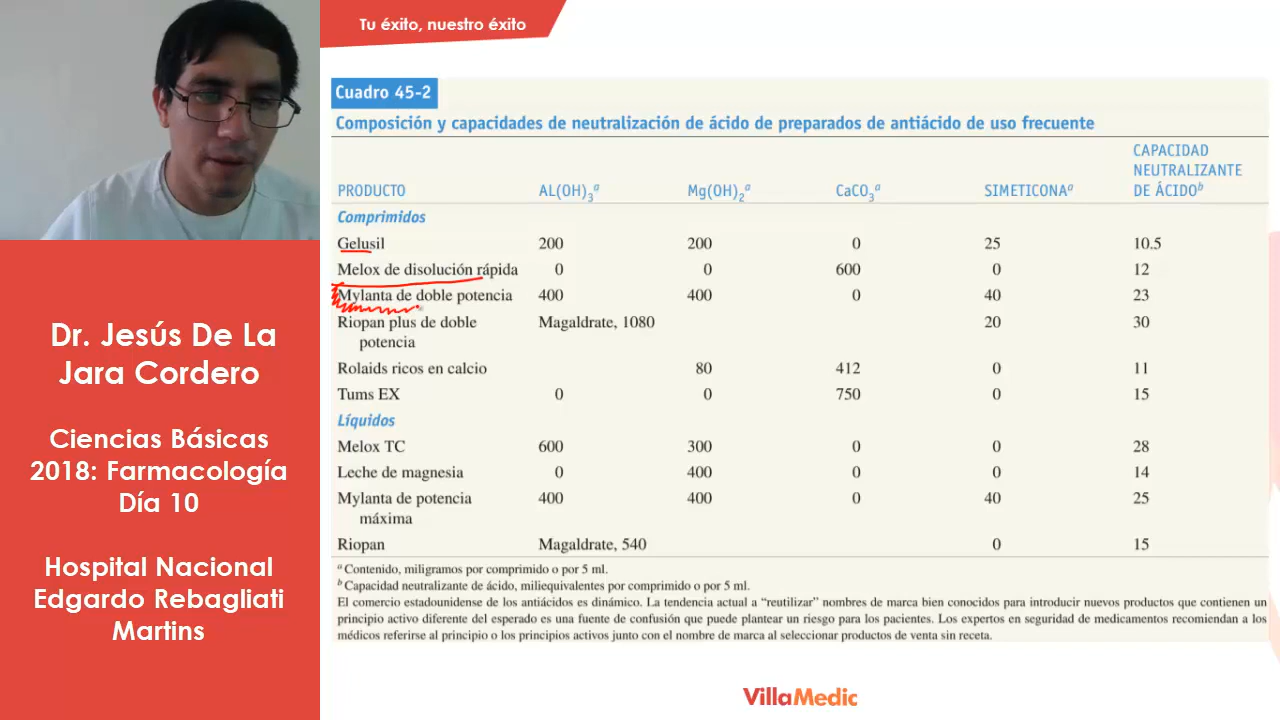 Tu éxito, nuestro éxito
Dr. Jesús De La
Jara Cordero
Ciencias Básicas
2018: Farmacología
Día 10
Hospital Nacional
Edgardo Rebagliati
Martins
Cuadro 45-2
Composición y capacidades de neutralización de ácido de preparados de antiácido de uso frecuente
PRODUCTO AL(OH)₃ᵃ Mg(OH)₂ᵃ CaCO₃ᵃ SIMETICONAᵃ CAPACIDAD NEUTRALIZANTE DE ÁCIDOᵇ
Comprimidos
Gelusil 200 200 0 25 10.5
Melox de disolución rápida 0 0 600 0 12
Mylanta de doble potencia 400 400 0 40 23
Riopan plus de doble Magaldrate, 1080 20 30
potencia
Rolaids ricos en calcio 80 412 0 11
Tums EX 0 0 750 0 15
Líquidos
Melox TC 600 300 0 0 28
Leche de magnesia 0 400 0 0 14
Mylanta de potencia 400 400 0 40 25
máxima
Riopan Magaldrate, 540 0 15
ᵃ Contenido, miligramos por comprimido o por 5 ml.
ᵇ Capacidad neutralizante de ácido, miliequivalentes por comprimido o por 5 ml.
El comercio estadounidense de los antiácidos es dinámico. La tendencia actual a “reutilizar” nombres de marca bien conocidos para introducir nuevos productos que contienen un
principio activo diferente del esperado es una fuente de confusión que puede plantear un riesgo para los pacientes. Los expertos en seguridad de medicamentos recomiendan a los
médicos referirse al principio o los principios activos junto con el nombre de marca al seleccionar productos de venta sin receta.
VillaMedic